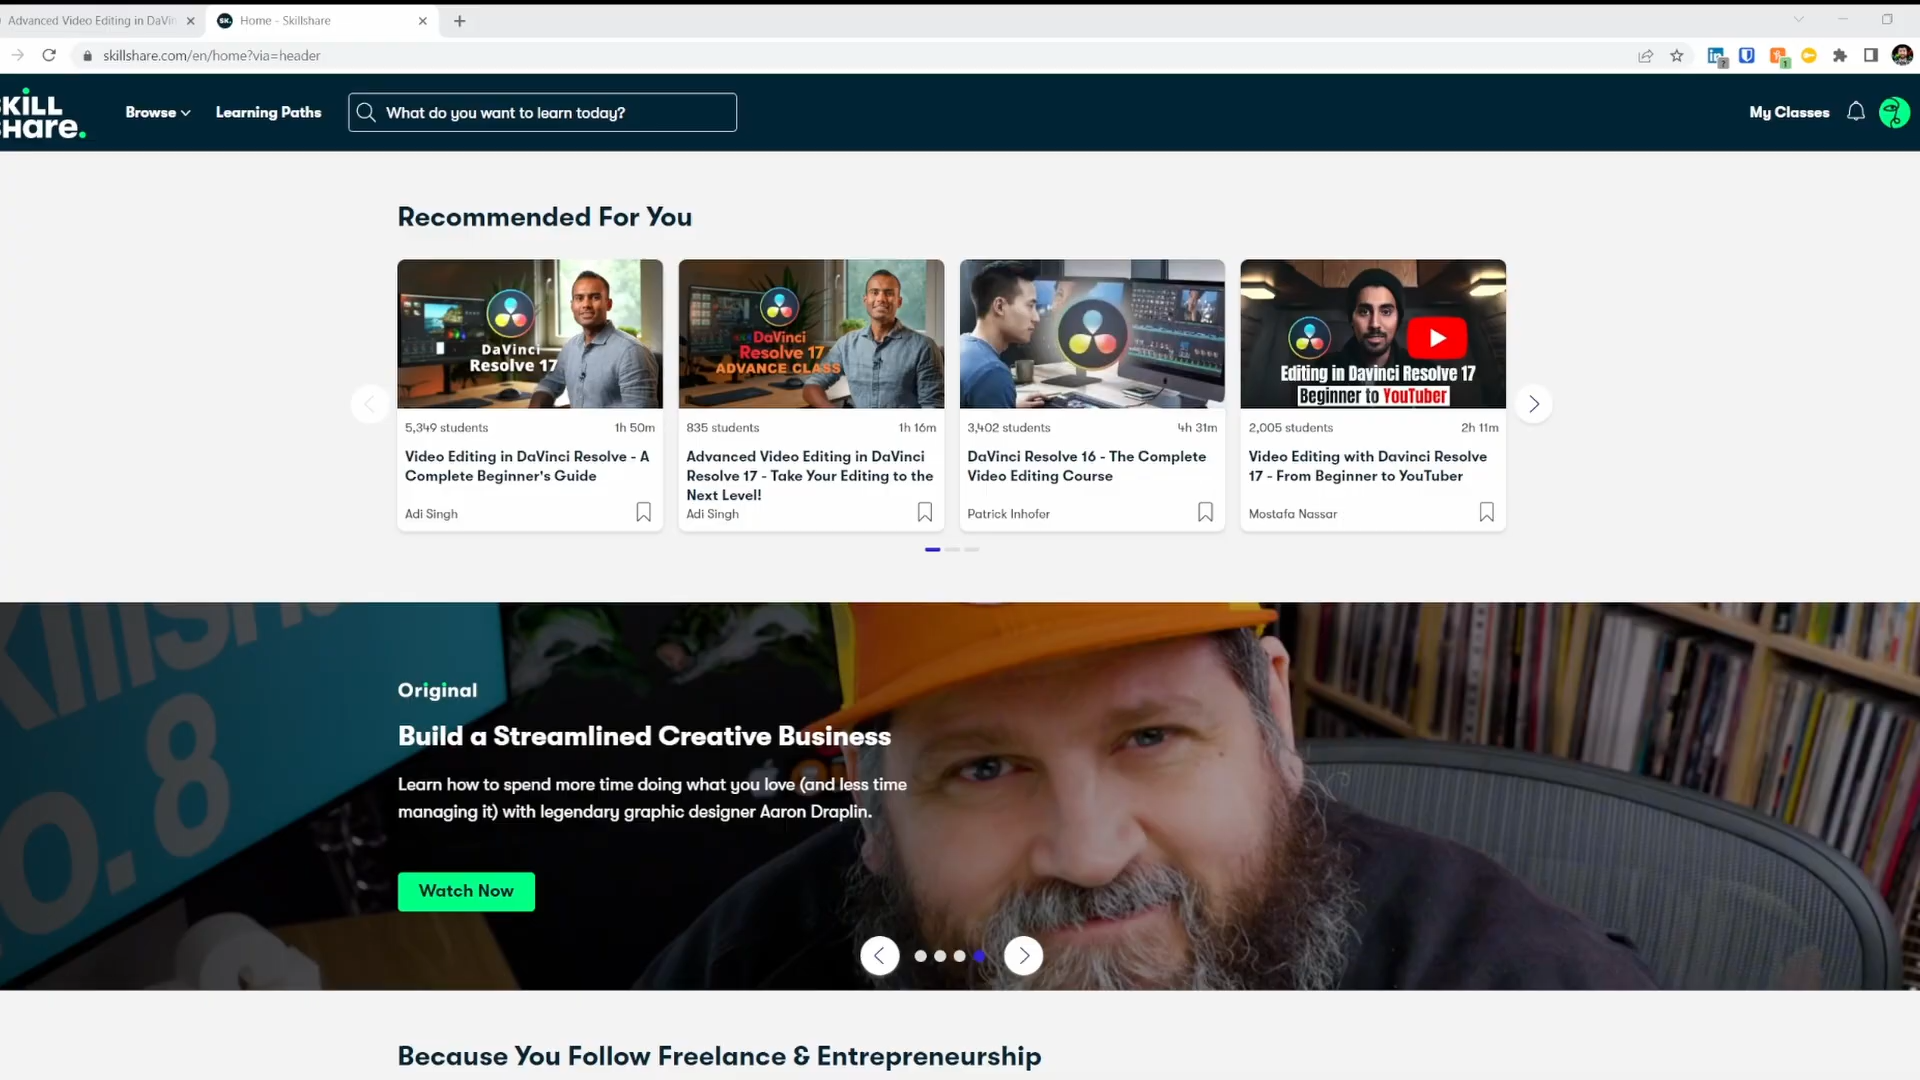 Advanced Video Editing in DaVin
Home - Skillshare
skillshare.com/en/home?via=header
SKILL
SHare.
Browse
Learning Paths
What do you want to learn today?
My Classes
Recommended For You
DaVinci
Resolve 17
5,349 students
1h 50m
Video Editing in DaVinci Resolve - A
Complete Beginner's Guide
Adi Singh
DaVinci
Resolve 17
ADVANCE CLASS
835 students
1h 16m
Advanced Video Editing in DaVinci
Resolve 17 - Take Your Editing to the
Next Level!
Adi Singh
3,402 students
4h 31m
DaVinci Resolve 16 - The Complete
Video Editing Course
Patrick Inhofer
Editing in Davinci Resolve 17
Beginner to YouTuber
2,005 students
2h 11m
Video Editing with Davinci Resolve
17 - From Beginner to YouTuber
Mostafa Nassar
killsha
o.8
Original
Build a Streamlined Creative Business
Learn how to spend more time doing what you love (and less time
managing it) with legendary graphic designer Aaron Draplin.
Watch Now
Because You Follow Freelance & Entrepreneurship